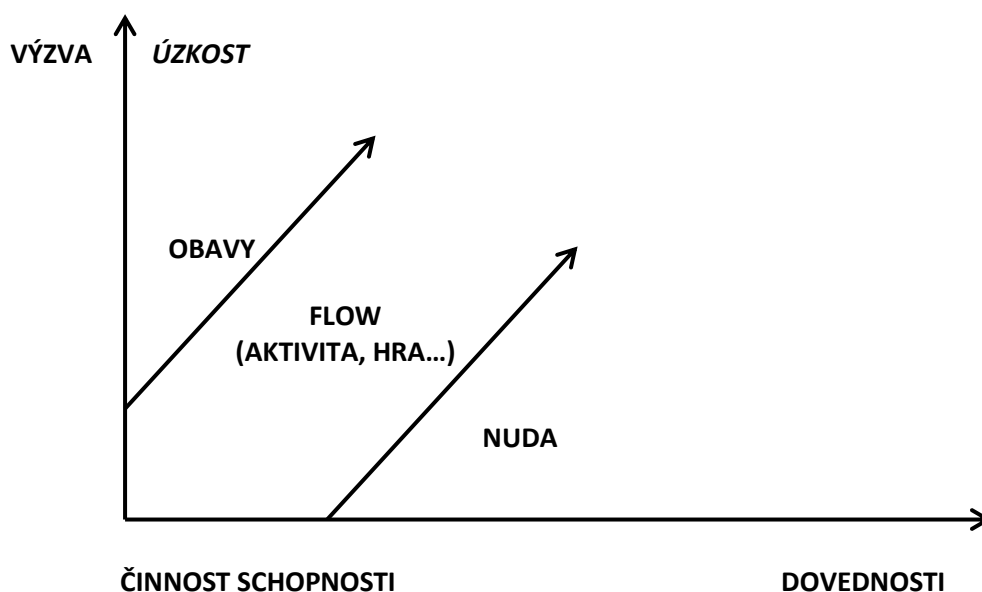 VÝZVA ÚZKOST
OBAVY
FLOW
(AKTIVITA, HRA…)
NUDA
ČINNOST SCHOPNOSTI DOVEDNOSTI